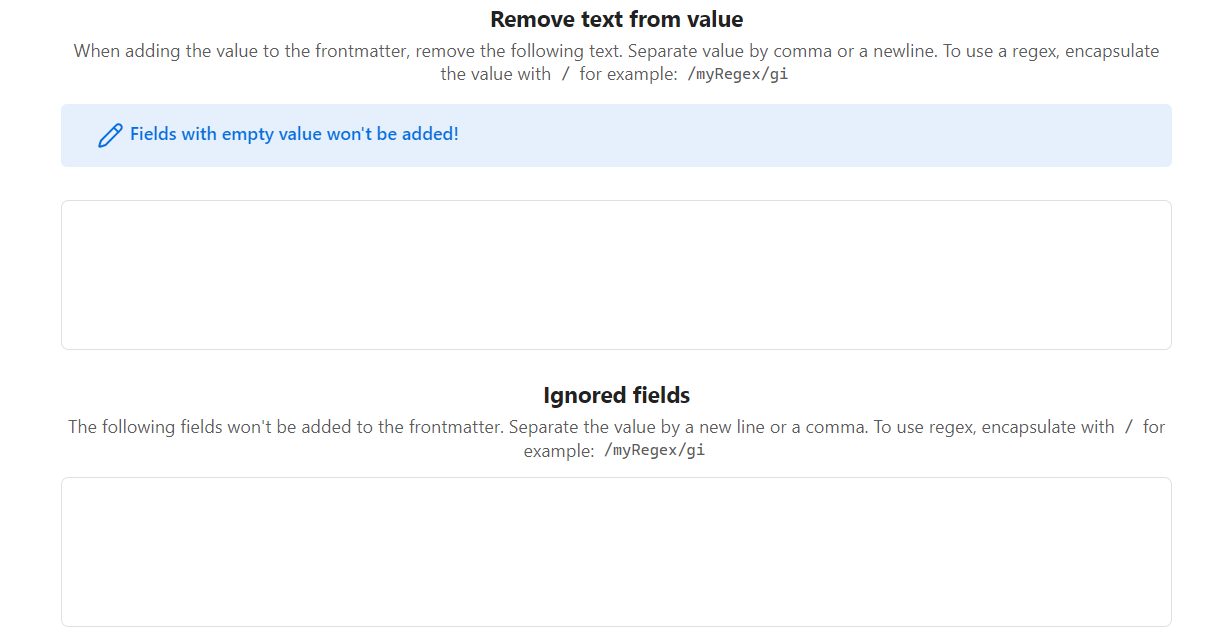 Remove text from value
When adding the value to the frontmatter, remove the following text. Separate value by comma or a newline. To use a regex, encapsulate
the value with / for example: /myRegex/gi
Fields with empty value won't be added!
Ignored fields
The following fields won't be added to the frontmatter. Separate the value by a new line or a comma. To use regex, encapsulate with / for
example: /myRegex/gi